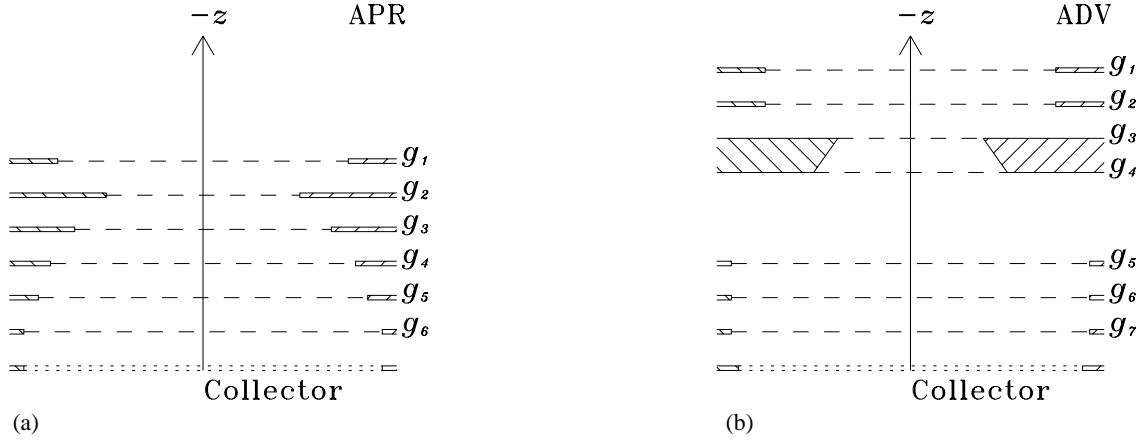 −z APR
g₁
g₂
g₃
g₄
g₅
g₆
Collector
(a)
−z ADV
g₁
g₂
g₃
g₄
g₅
g₆
g₇
Collector
(b)